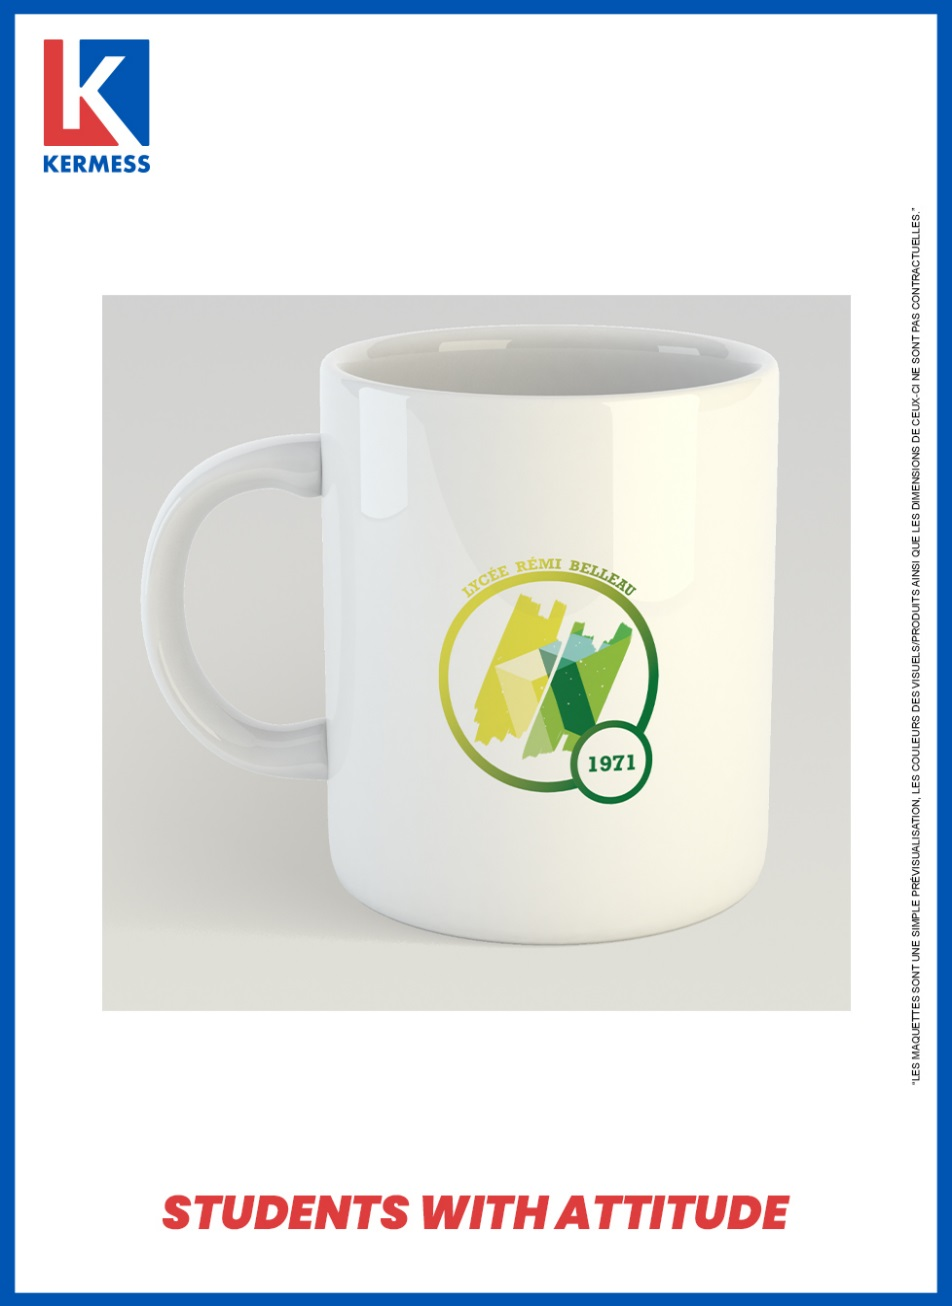 KERMESS
LYCÉE RÉMI BELLEAU
1971
"LES MAQUETTES SONT UNE SIMPLE PRÉVISUALISATION, LES COULEURS DES VISUELS/PRODUITS AINSI QUE LES DIMENSIONS DE CEUX-CI NE SONT PAS CONTRACTUELLES."
STUDENTS WITH ATTITUDE